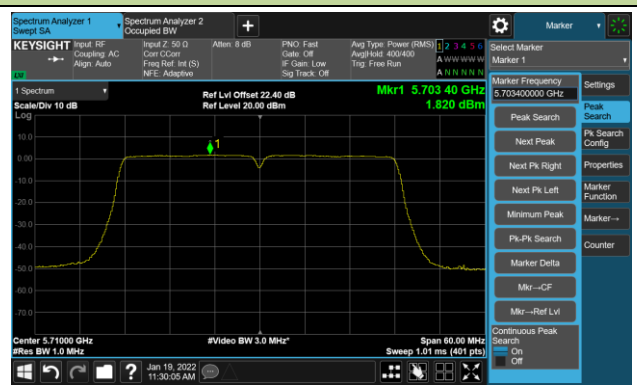 Spectrum Analyzer 1
Swept SA
Spectrum Analyzer 2
Occupied BW
Marker
KEYSIGHT
Input: RF
Coupling: AC
Align: Auto
Input Z: 50 Ω
Corr CCorr
Freq Ref: Int (S)
NFE: Adaptive
Atten: 8 dB
PNO: Fast
Gate: Off
IF Gain: Low
Sig Track: Off
Avg Type: Power (RMS)
Avg|Hold: 400/400
Trig: Free Run
1 2 3 4 5 6
A W W W W W
A N N N N N
Select Marker
Marker 1
1 Spectrum
Scale/Div 10 dB
Log
Ref Lvl Offset 22.40 dB
Ref Level 20.00 dBm
Mkr1 5.703 40 GHz
1.820 dBm
10.0
0.00
-10.0
-20.0
-30.0
-40.0
-50.0
-60.0
-70.0
1
Center 5.71000 GHz
#Res BW 1.0 MHz
#Video BW 3.0 MHz*
Span 60.00 MHz
Sweep 1.01 ms (401 pts)
Marker Frequency
5.703400000 GHz
Peak Search
Next Peak
Next Pk Right
Next Pk Left
Minimum Peak
Pk-Pk Search
Marker Delta
Mkr→CF
Mkr→Ref Lvl
Continuous Peak
Search
On
Off
Settings
Peak
Search
Pk Search
Config
Properties
Marker
Function
Marker→
Counter
Jan 19, 2022
11:30:05 AM